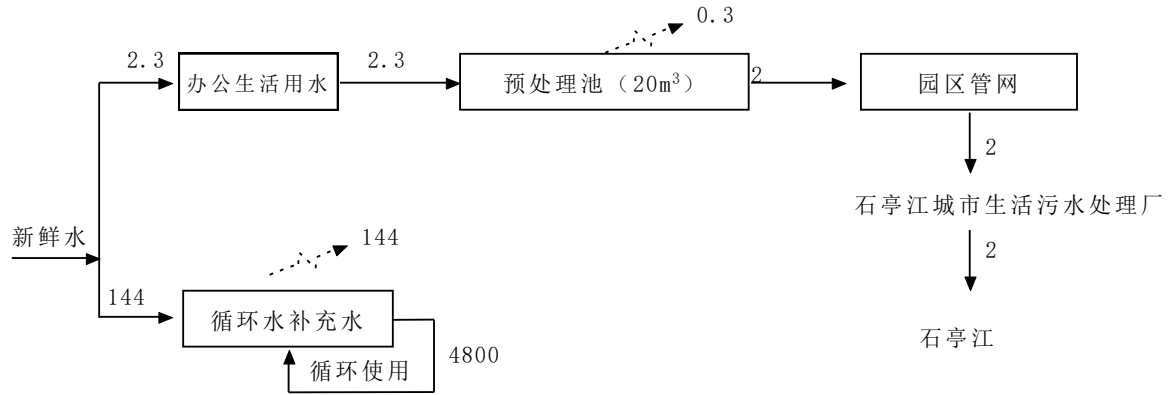 0.3
2.3
办公生活用水
2.3
预处理池（20m³）
2
园区管网
2
石亭江城市生活污水处理厂
2
石亭江
新鲜水
144
144
循环水补充水
循环使用
4800